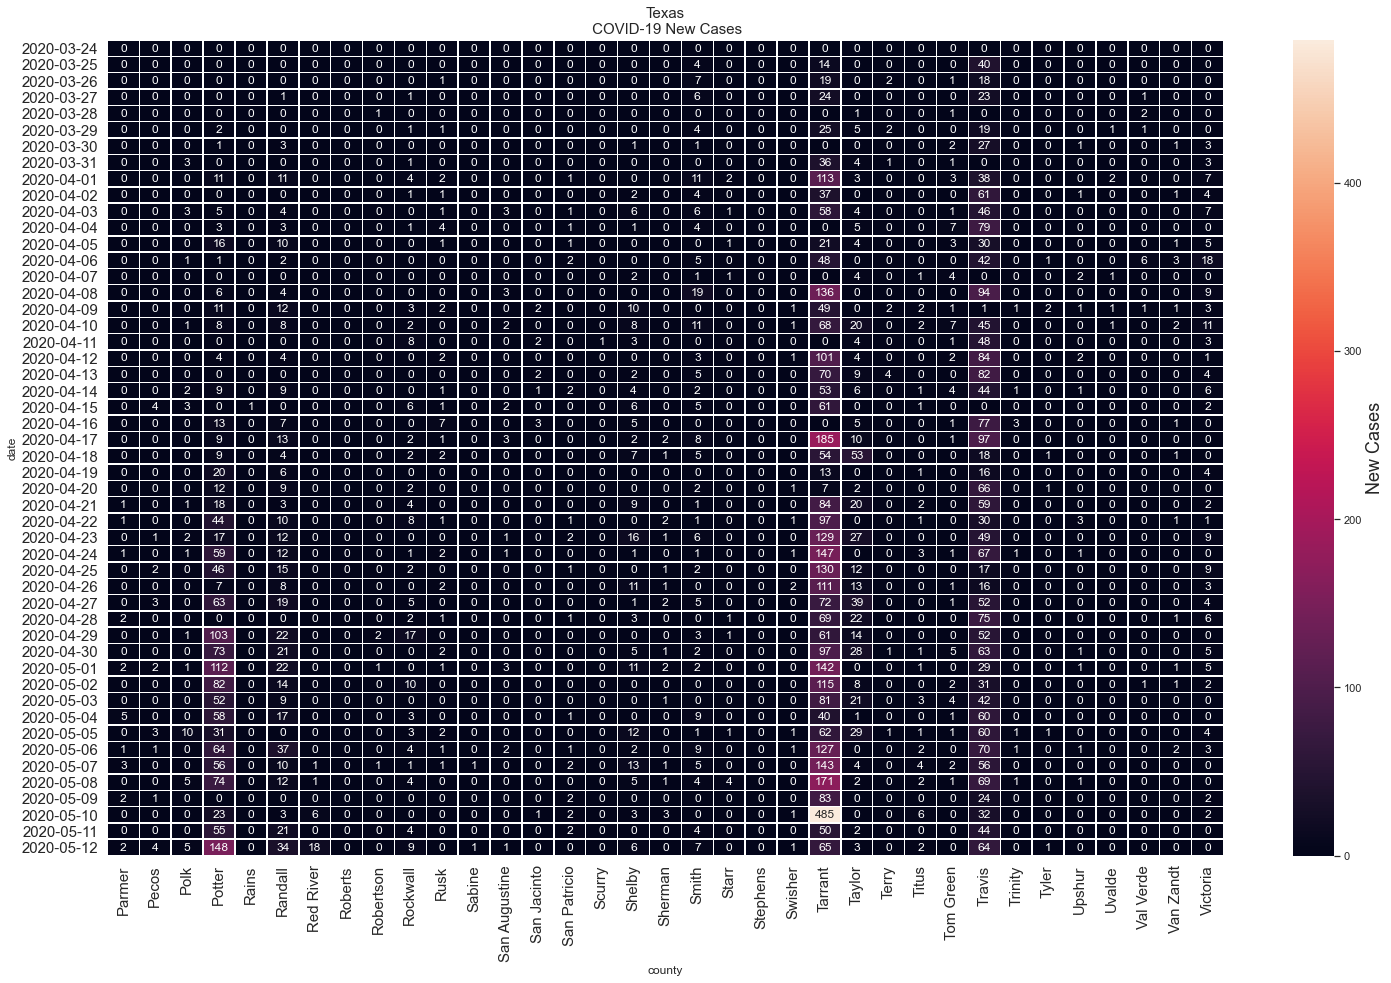 Texas
COVID-19 New Cases
2020-03-24 0 0 0 0 0 0 0 0 0 0 0 0 0 0 0 0 0 0 0 0 0 0 0 0 0 0 0 0 0 0 0 0 0 0 0
2020-03-25 0 0 0 0 0 0 0 0 0 0 0 0 0 0 0 0 0 0 4 0 0 0 14 0 0 0 0 40 0 0 0 0 0 0 0
2020-03-26 0 0 0 0 0 0 0 0 0 0 1 0 0 0 0 0 0 0 7 0 0 0 19 0 2 0 1 18 0 0 0 0 0 0 0
2020-03-27 0 0 0 0 0 1 0 0 0 1 0 0 0 0 0 0 0 0 6 0 0 0 24 0 0 0 0 23 0 0 0 0 1 0 0
2020-03-28 0 0 0 0 0 0 0 0 1 0 0 0 0 0 0 0 0 0 0 0 0 0 0 1 0 0 1 0 0 0 0 0 2 0 0
2020-03-29 0 0 0 2 0 0 0 0 0 1 1 0 0 0 0 0 0 0 4 0 0 0 25 5 2 0 0 19 0 0 0 1 1 0 0
2020-03-30 0 0 0 1 0 3 0 0 0 0 0 0 0 0 0 0 1 0 1 0 0 0 0 0 0 0 2 27 0 0 1 0 0 1 3
2020-03-31 0 0 3 0 0 0 0 0 0 1 0 0 0 0 0 0 0 0 0 0 0 0 36 4 1 0 1 0 0 0 0 0 0 0 3
2020-04-01 0 0 0 11 0 11 0 0 0 4 2 0 0 0 1 0 0 0 11 2 0 0 113 3 0 0 3 38 0 0 0 2 0 0 7
2020-04-02 0 0 0 0 0 0 0 0 0 1 1 0 0 0 0 0 2 0 4 0 0 0 37 0 0 0 0 61 0 0 1 0 0 1 4
2020-04-03 0 0 3 5 0 4 0 0 0 0 1 0 3 0 1 0 6 0 6 1 0 0 58 4 0 0 1 46 0 0 0 0 0 0 7
2020-04-04 0 0 0 3 0 3 0 0 0 1 4 0 0 0 1 0 1 0 4 0 0 0 0 5 0 0 7 79 0 0 0 0 0 0 0
2020-04-05 0 0 0 16 0 10 0 0 0 0 1 0 0 0 1 0 0 0 0 1 0 0 21 4 0 0 3 30 0 0 0 0 0 1 5
2020-04-06 0 0 1 1 0 2 0 0 0 0 0 0 0 0 2 0 0 0 5 0 0 0 48 0 0 0 0 42 0 1 0 0 6 3 18
2020-04-07 0 0 0 0 0 0 0 0 0 0 0 0 0 0 0 0 2 0 1 1 0 0 0 4 0 1 4 0 0 0 2 1 0 0 0
2020-04-08 0 0 0 6 0 4 0 0 0 0 0 0 3 0 0 0 0 0 19 0 0 0 136 0 0 0 0 94 0 0 0 0 0 0 9
2020-04-09 0 0 0 11 0 12 0 0 0 3 2 0 0 2 0 0 10 0 0 0 0 1 49 0 2 2 1 1 1 2 1 1 1 1 3
2020-04-10 0 0 1 8 0 8 0 0 0 2 0 0 2 0 0 0 8 0 11 0 0 1 68 20 0 2 7 45 0 0 0 1 0 2 11
2020-04-11 0 0 0 0 0 0 0 0 0 8 0 0 0 2 0 1 3 0 0 0 0 0 0 4 0 0 1 48 0 0 0 0 0 0 3
2020-04-12 0 0 0 4 0 4 0 0 0 0 2 0 0 0 0 0 0 0 3 0 0 1 101 4 0 0 2 84 0 0 2 0 0 0 1
2020-04-13 0 0 0 0 0 0 0 0 0 0 0 0 0 2 0 0 2 0 5 0 0 0 70 9 4 0 0 82 0 0 0 0 0 0 4
2020-04-14 0 0 2 9 0 9 0 0 0 0 1 0 0 1 2 0 4 0 2 0 0 0 53 6 0 1 4 44 1 0 1 0 0 0 6
2020-04-15 0 4 3 0 1 0 0 0 0 6 1 0 2 0 0 0 6 0 5 0 0 0 61 0 0 1 0 0 0 0 0 0 0 0 2
2020-04-16 0 0 0 13 0 7 0 0 0 0 7 0 0 3 0 0 5 0 0 0 0 0 0 5 0 0 1 77 3 0 0 0 0 1 0
2020-04-17 0 0 0 9 0 13 0 0 0 2 1 0 3 0 0 0 2 2 8 0 0 0 185 10 0 0 1 97 0 0 0 0 0 0 0
2020-04-18 0 0 0 9 0 4 0 0 0 2 2 0 0 0 0 0 7 1 5 0 0 0 54 53 0 0 0 18 0 1 0 0 0 1 0
2020-04-19 0 0 0 20 0 6 0 0 0 0 0 0 0 0 0 0 0 0 0 0 0 0 13 0 0 1 0 16 0 0 0 0 0 0 4
2020-04-20 0 0 0 12 0 9 0 0 0 2 0 0 0 0 0 0 0 0 2 0 0 1 7 2 0 0 0 66 0 1 0 0 0 0 0
2020-04-21 1 0 1 18 0 3 0 0 0 4 0 0 0 0 0 0 9 0 1 0 0 0 84 20 0 2 0 59 0 0 0 0 0 0 2
2020-04-22 1 0 0 44 0 10 0 0 0 8 1 0 0 0 1 0 0 2 1 0 0 1 97 0 0 1 0 30 0 0 3 0 0 1 1
2020-04-23 0 1 2 17 0 12 0 0 0 0 0 0 1 0 2 0 16 1 6 0 0 0 129 27 0 0 0 49 0 0 0 0 0 0 9
2020-04-24 1 0 1 59 0 12 0 0 0 1 2 0 1 0 0 0 1 0 1 0 0 1 147 0 0 3 1 67 1 0 1 0 0 0 0
2020-04-25 0 2 0 46 0 15 0 0 0 2 0 0 0 0 1 0 0 1 2 0 0 0 130 12 0 0 0 17 0 0 0 0 0 0 9
2020-04-26 0 0 0 7 0 8 0 0 0 0 2 0 0 0 0 0 11 1 0 0 0 2 111 13 0 0 1 16 0 0 0 0 0 0 3
2020-04-27 0 3 0 63 0 19 0 0 0 5 0 0 0 0 0 0 1 2 5 0 0 0 72 39 0 0 1 52 0 0 0 0 0 0 4
2020-04-28 2 0 0 0 0 0 0 0 0 2 1 0 0 0 1 0 3 0 0 1 0 0 69 22 0 0 0 75 0 0 0 0 0 1 6
2020-04-29 0 0 1 103 0 22 0 0 2 17 0 0 0 0 0 0 0 0 3 1 0 0 61 14 0 0 0 52 0 0 0 0 0 0 0
2020-04-30 0 0 0 73 0 21 0 0 0 0 2 0 0 0 0 0 5 1 2 0 0 0 97 28 1 1 5 63 0 0 1 0 0 0 5
2020-05-01 2 2 1 112 0 22 0 0 1 0 1 0 3 0 0 0 11 2 2 0 0 0 142 0 0 0 0 29 0 0 1 0 0 1 5
2020-05-02 0 0 0 82 0 14 0 0 0 10 0 0 0 0 0 0 0 0 0 0 0 0 115 8 0 0 2 31 0 0 0 0 1 1 2
2020-05-03 0 0 0 52 0 9 0 0 0 0 0 0 0 0 0 0 0 1 0 0 0 0 81 21 0 3 4 42 0 0 0 0 0 0 0
2020-05-04 5 0 0 58 0 17 0 0 0 3 0 0 0 0 1 0 0 0 9 0 0 0 40 1 0 0 1 60 0 0 0 0 0 0 0
2020-05-05 0 3 10 31 0 0 0 0 0 3 2 0 0 0 0 0 12 0 1 1 0 1 62 29 1 1 1 60 1 1 0 0 0 0 4
2020-05-06 1 1 0 64 0 37 0 0 0 4 1 0 2 0 1 0 2 0 9 0 0 1 127 0 0 2 0 70 1 0 1 0 0 2 3
2020-05-07 3 0 0 56 0 10 1 0 1 1 1 1 0 0 2 0 13 1 5 0 0 0 143 4 0 4 2 56 0 0 0 0 0 0 0
2020-05-08 0 0 5 74 0 12 1 0 0 4 0 0 0 0 0 0 5 1 4 4 0 0 171 2 0 2 1 69 1 0 1 0 0 0 0
2020-05-09 2 1 0 0 0 0 0 0 0 0 0 0 0 0 2 0 0 0 0 0 0 0 83 0 0 0 0 24 0 0 0 0 0 0 2
2020-05-10 0 0 0 23 0 3 6 0 0 0 0 0 0 1 2 0 3 3 0 0 0 1 485 0 0 6 0 32 0 0 0 0 0 0 2
2020-05-11 0 0 0 55 0 21 0 0 0 4 0 0 0 0 2 0 0 0 4 0 0 0 50 2 0 0 0 44 0 0 0 0 0 0 0
2020-05-12 2 4 5 148 0 34 18 0 0 9 0 1 1 0 0 0 6 0 7 0 0 1 65 3 0 2 0 64 0 1 0 0 0 0 0
Parmer Pecos Polk Potter Rains Randall Red River Roberts Robertson Rockwall Rusk Sabine San Augustine San Jacinto San Patricio Scurry Shelby Sherman Smith Starr Stephens Swisher Tarrant Taylor Terry Titus Tom Green Travis Trinity Tyler Upshur Uvalde Val Verde Van Zandt Victoria
county
date
400
300
200
100
0
New Cases